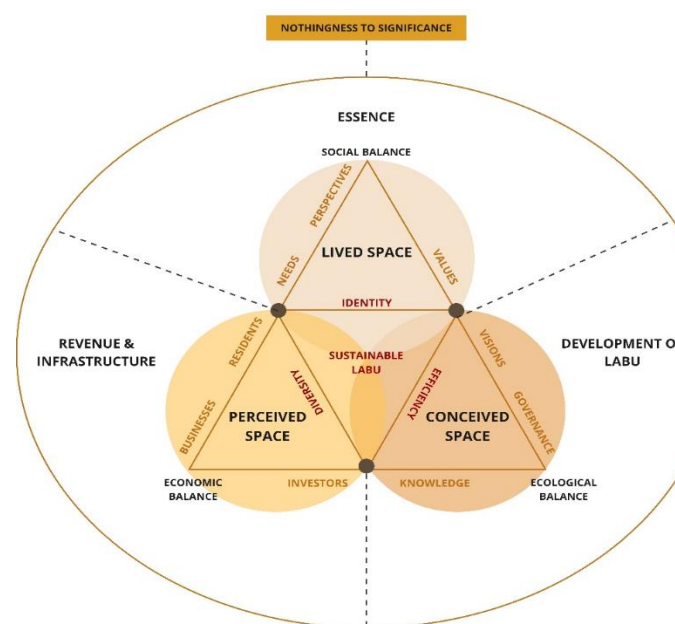 NOTHINGNESS TO SIGNIFICANCE
ESSENCE
SOCIAL BALANCE
PERSPECTIVES
NEEDS
LIVED SPACE
VALUES
IDENTITY
REVENUE &
INFRASTRUCTURE
RESIDENTS
BUSINESSES
SUSTAINABLE
LABU
DIVERSITY
EFFICIENCY
VISIONS
GOVERNANCE
DEVELOPMENT O
LABU
PERCEIVED
SPACE
CONCEIVED
SPACE
ECONOMIC
BALANCE
INVESTORS
KNOWLEDGE
ECOLOGICAL
BALANCE